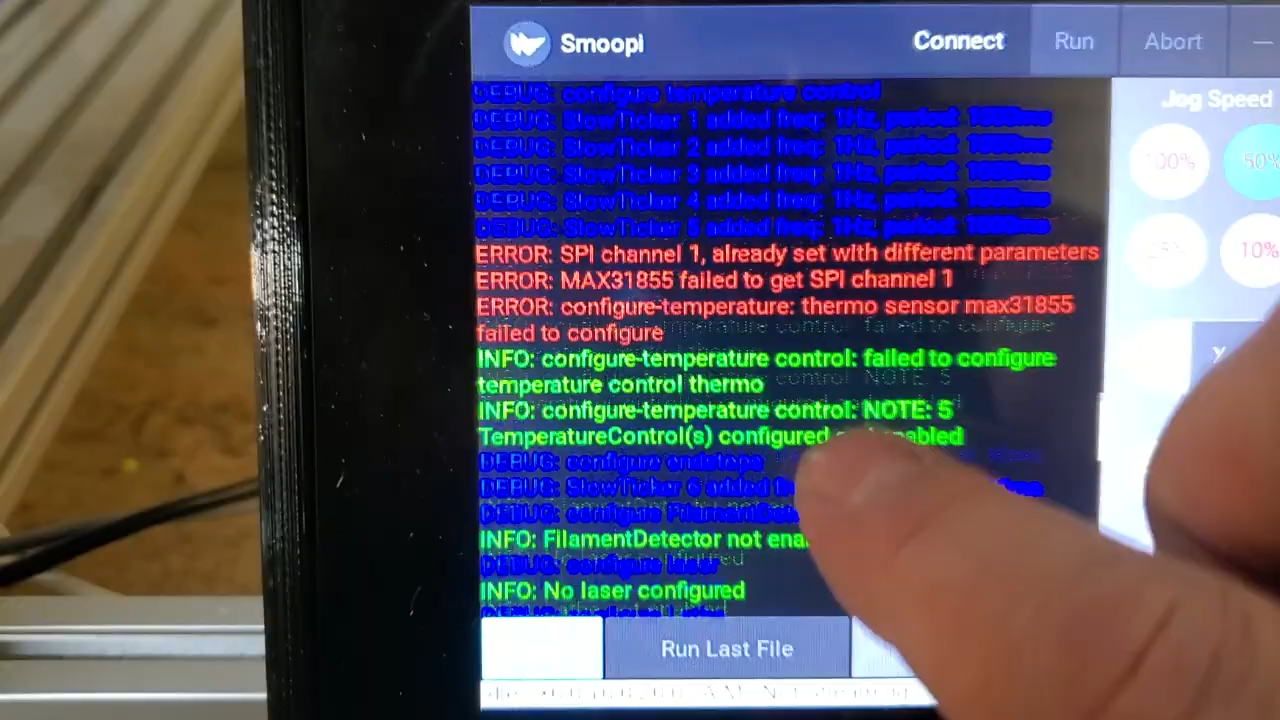 Smoopi
Connect
Run
Abort
Jog Speed
DEBUG: configure temperature control
DEBUG: SlowTicker 1 added freq: 1Hz, period: 1000ms
DEBUG: SlowTicker 2 added freq: 1Hz, period: 1000ms
DEBUG: SlowTicker 3 added freq: 1Hz, period: 1000ms
DEBUG: SlowTicker 4 added freq: 1Hz, period: 1000ms
DEBUG: SlowTicker 5 added freq: 1Hz, period: 1000ms
ERROR: SPI channel 1, already set with different parameters
ERROR: MAX31855 failed to get SPI channel 1
ERROR: configure-temperature: thermo sensor max31855
failed to configure
INFO: configure-temperature control: failed to configure
temperature control thermo
INFO: configure-temperature control: NOTE: 5
TemperatureControl(s) configured and enabled
DEBUG: configure endstops
DEBUG: SlowTicker 6 added
DEBUG: configure
INFO: FilamentDetector not
DEBUG: configure laser
INFO: No laser configured
100%
50%
25%
10%
Run Last File